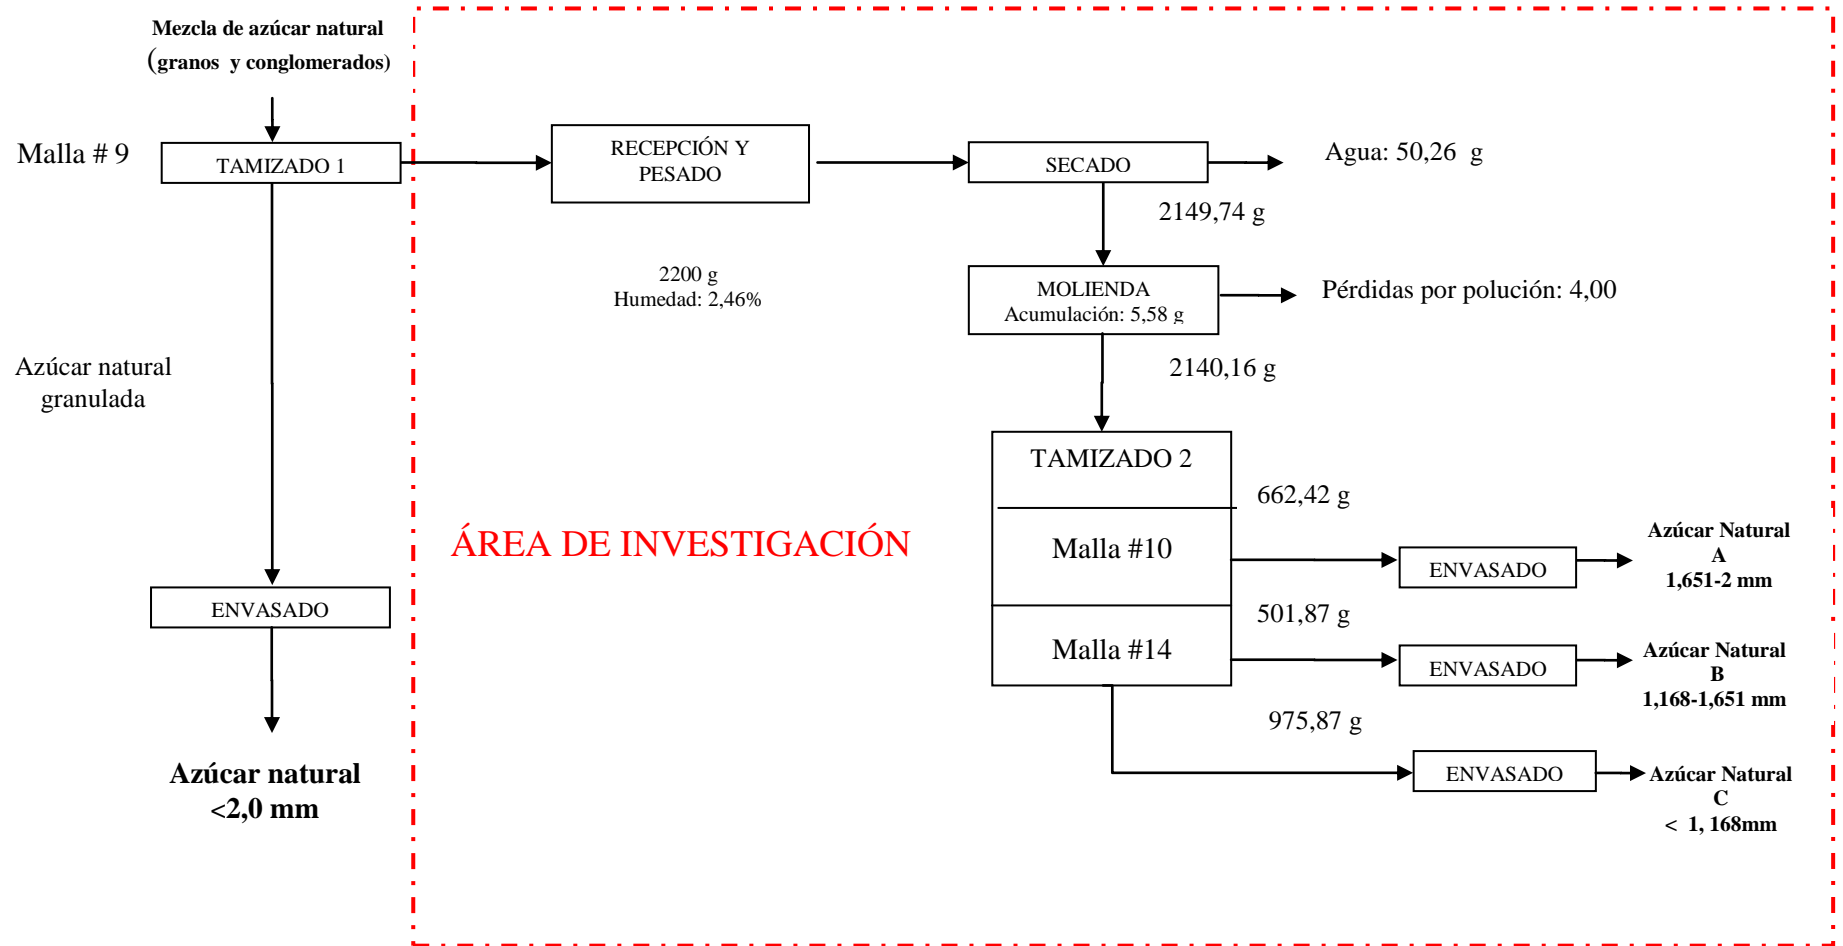 Mezcla de azúcar natural
(granos y conglomerados)
Malla # 9
TAMIZADO 1
RECEPCIÓN Y
PESADO
SECADO
Agua: 50,26 g
2149,74 g
2200 g
Humedad: 2,46%
MOLIENDA
Acumulación: 5,58 g
Pérdidas por polución: 4,00
2140,16 g
Azúcar natural
granulada
TAMIZADO 2
662,42 g
ÁREA DE INVESTIGACIÓN
Malla #10
ENVASADO
Azúcar Natural
A
1,651-2 mm
ENVASADO
501,87 g
Malla #14
ENVASADO
Azúcar Natural
B
1,168-1,651 mm
975,87 g
Azúcar natural
<2,0 mm
ENVASADO
Azúcar Natural
C
< 1, 168mm